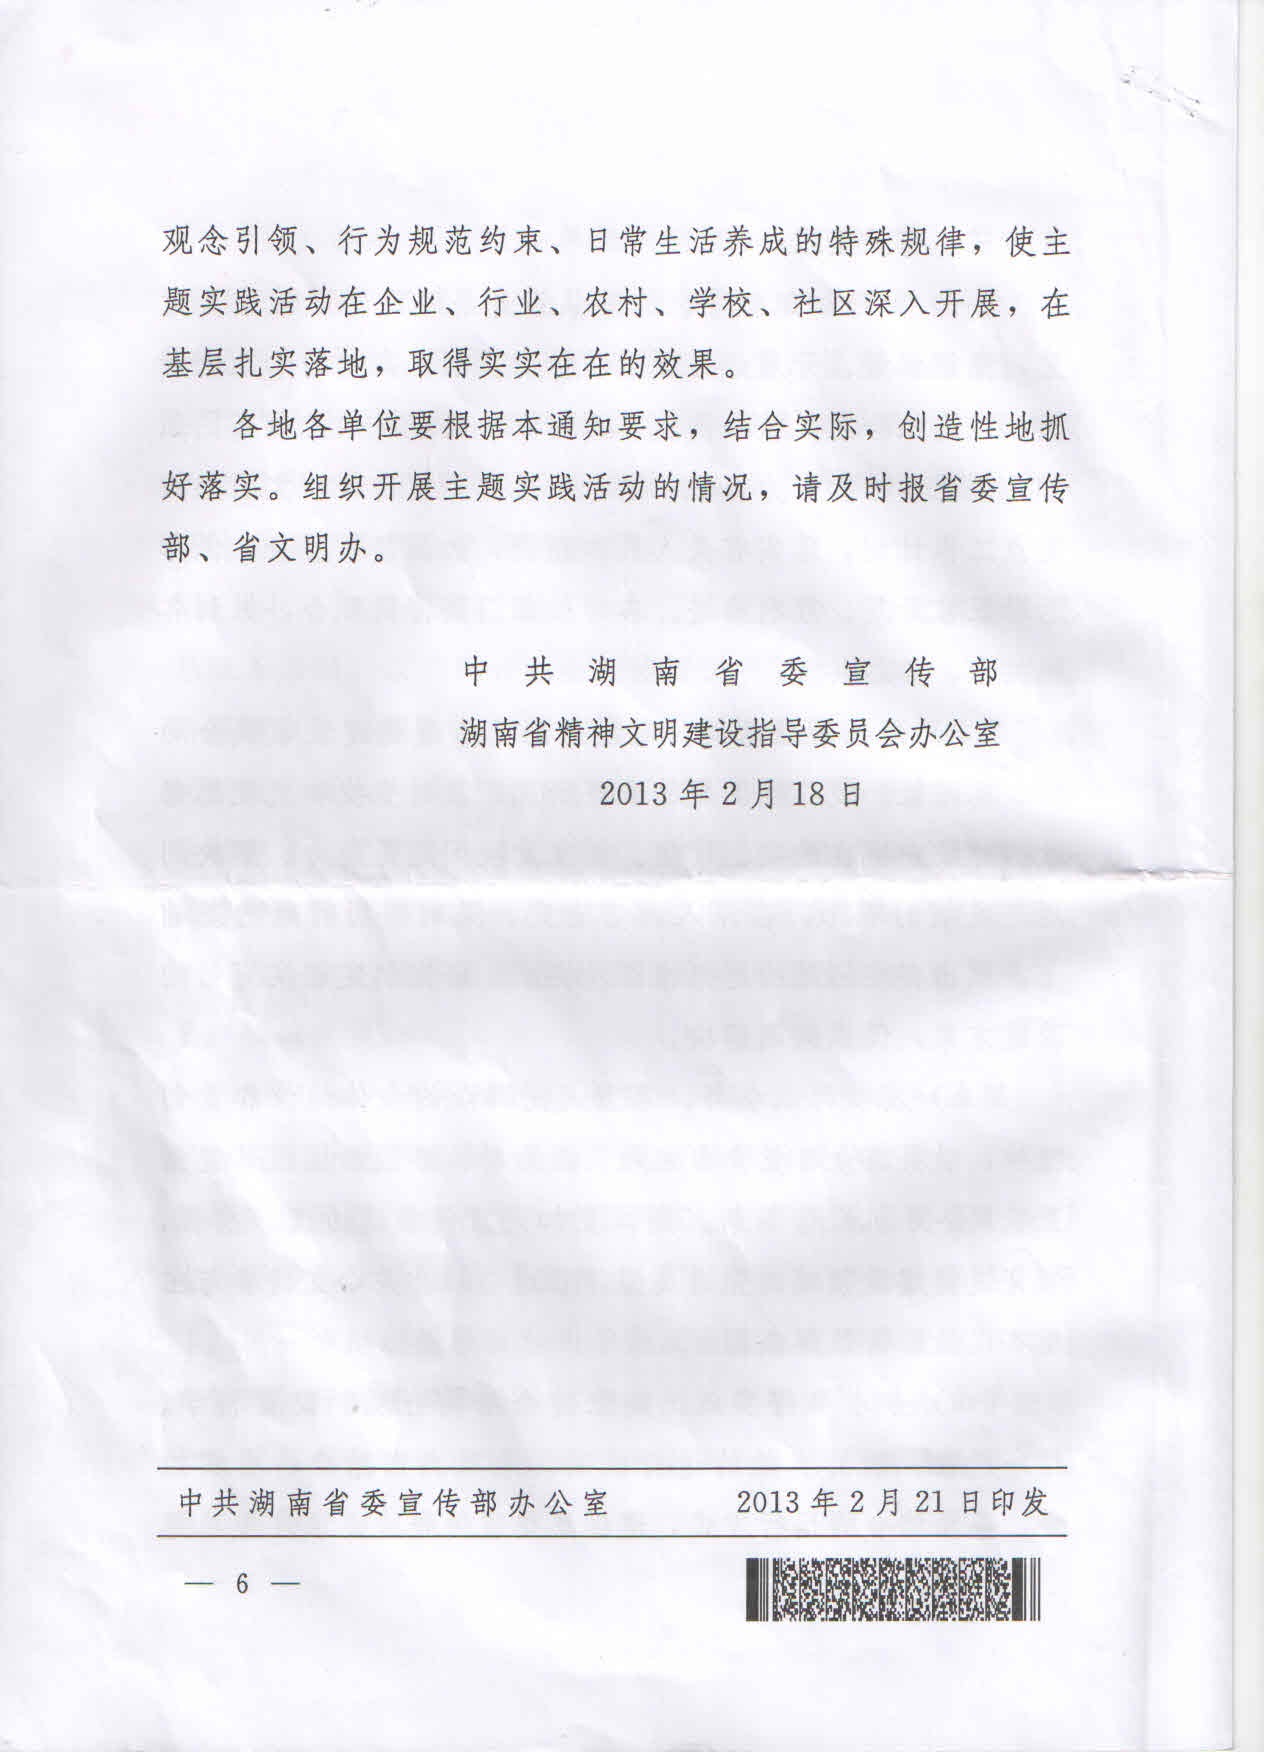 观念引领、行为规范约束、日常生活养成的特殊规律，使主
题实践活动在企业、行业、农村、学校、社区深入开展，在
基层扎实落地，取得实实在在的效果。
各地各单位要根据本通知要求，结合实际，创造性地抓
好落实。组织开展主题实践活动的情况，请及时报省委宣传
部、省文明办。
中共湖南省委宣传部
湖南省精神文明建设指导委员会办公室
2013年2月18日
中共湖南省委宣传部办公室 2013年2月21日印发
— 6 —